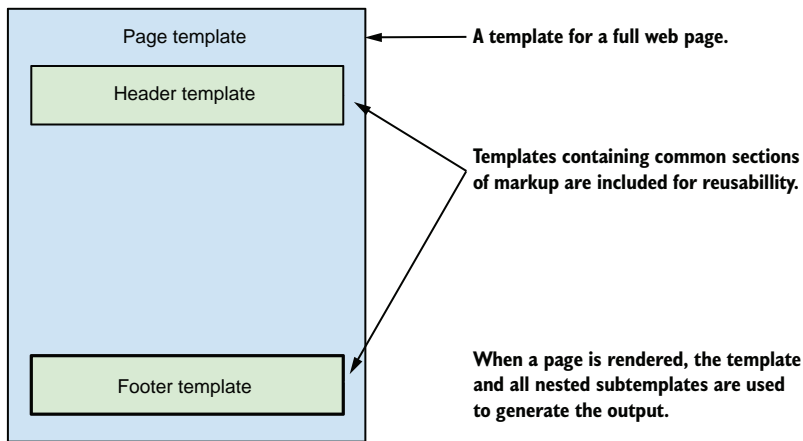 Page template
A template for a full web page.
Header template
Templates containing common sections
of markup are included for reusabillity.
Footer template
When a page is rendered, the template
and all nested subtemplates are used
to generate the output.